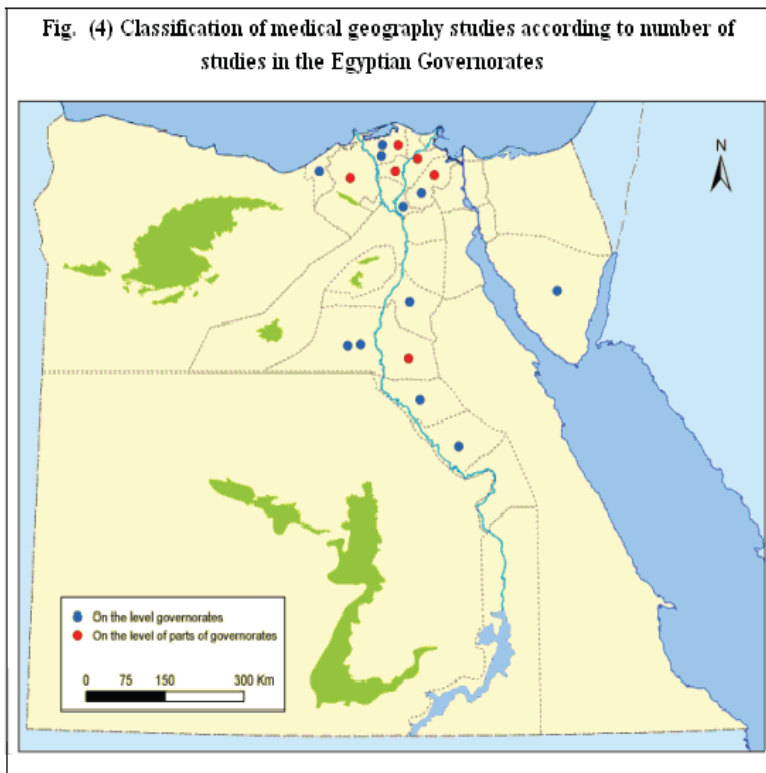 Fig. (4) Classification of medical geography studies according to number of
studies in the Egyptian Governorates
N
On the level governorates
On the level of parts of governorates
0 75 150 300 Km